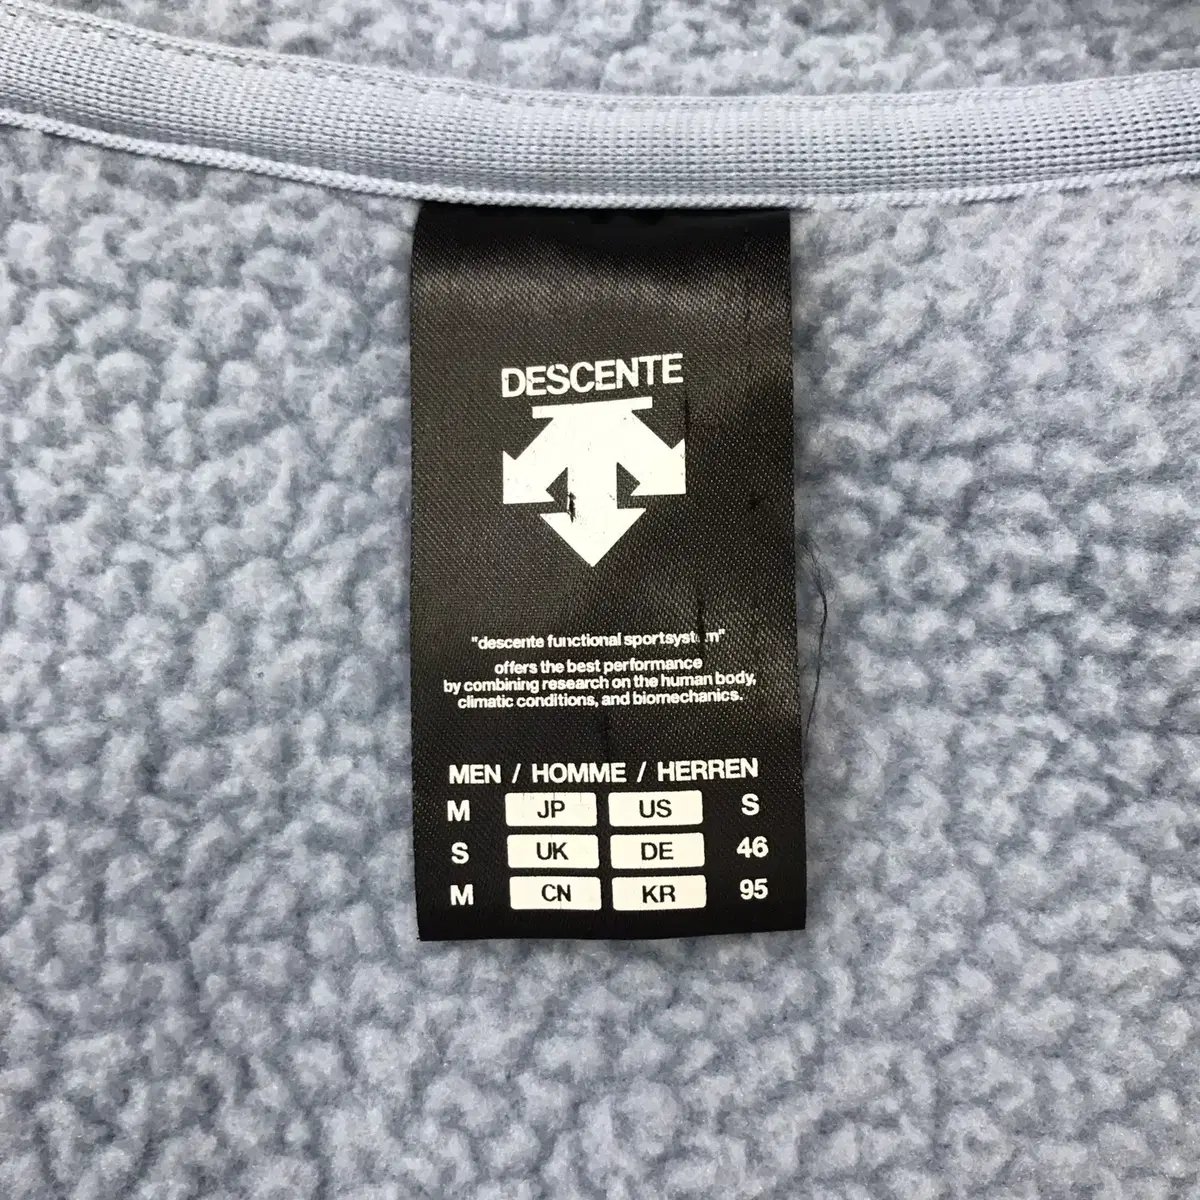 DESCENTE
"descente functional sportsystem"
offers the best performance
by combining research on the human body,
climatic conditions, and biomechanics.
MEN / HOMME / HERREN
M JP US S
S UK DE 46
M CN KR 95